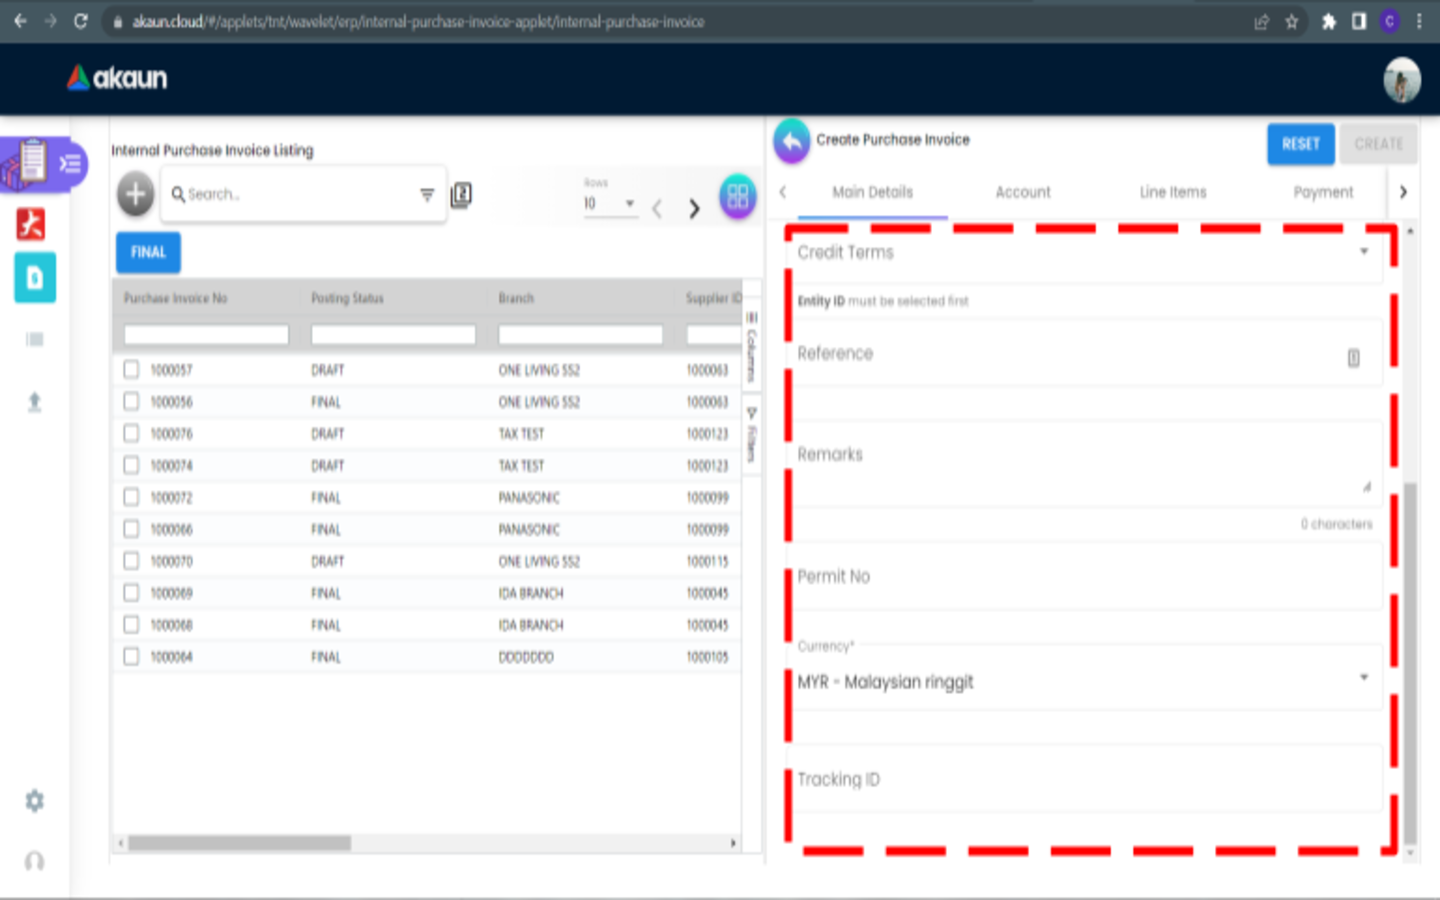 akaun.cloud/#/applets/tnt/wavelet/erp/internal-purchase-invoice-applet/internal-purchase-invoice
C
akaun
Internal Purchase Invoice Listing
Search...
2
Rows
10
FINAL
Purchase Invoice No Posting Status Branch Supplier ID
1000057 DRAFT ONE LIVING SS2 1000063
1000056 FINAL ONE LIVING SS2 1000063
1000076 DRAFT TAX TEST 1000123
1000074 DRAFT TAX TEST 1000123
1000072 FINAL PANASONIC 1000099
1000066 FINAL PANASONIC 1000099
1000070 DRAFT ONE LIVING SS2 1000115
1000069 FINAL IDA BRANCH 1000045
1000068 FINAL IDA BRANCH 1000045
1000064 FINAL DDDDDDD 1000105
Columns
Filters
Create Purchase Invoice
RESET
CREATE
Main Details Account Line Items Payment
Credit Terms
Entity ID must be selected first
Reference
Remarks
0 characters
Permit No
Currency*
MYR - Malaysian ringgit
Tracking ID